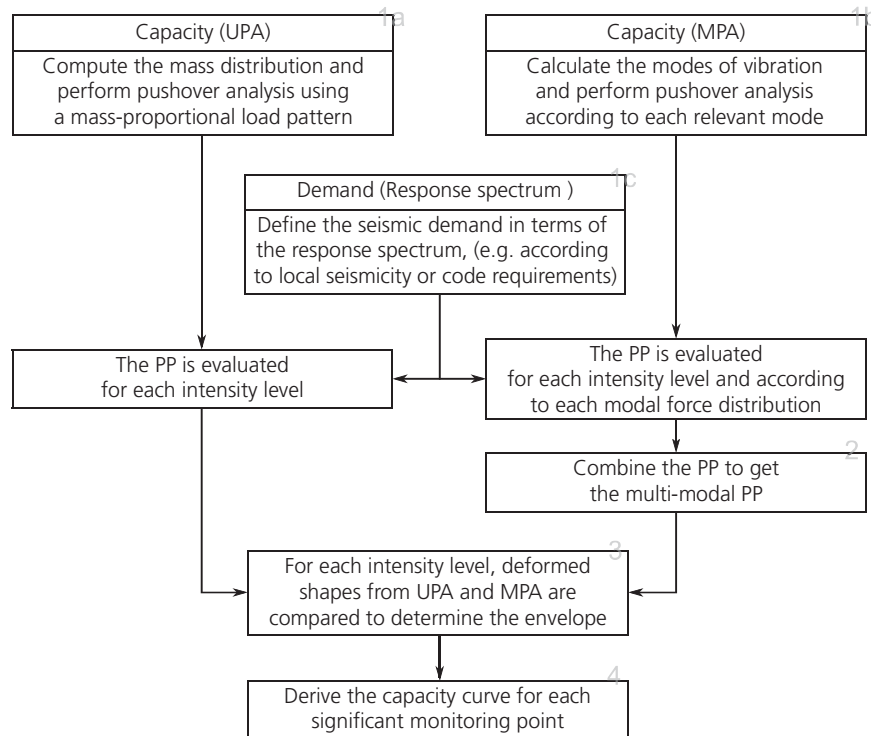 1a
Capacity (UPA)
Compute the mass distribution and
perform pushover analysis using
a mass-proportional load pattern
1b
Capacity (MPA)
Calculate the modes of vibration
and perform pushover analysis
according to each relevant mode
1c
Demand (Response spectrum )
Define the seismic demand in terms of
the response spectrum, (e.g. according
to local seismicity or code requirements)
The PP is evaluated
for each intensity level
The PP is evaluated
for each intensity level and according
to each modal force distribution
2
Combine the PP to get
the multi-modal PP
3
For each intensity level, deformed
shapes from UPA and MPA are
compared to determine the envelope
4
Derive the capacity curve for each
significant monitoring point